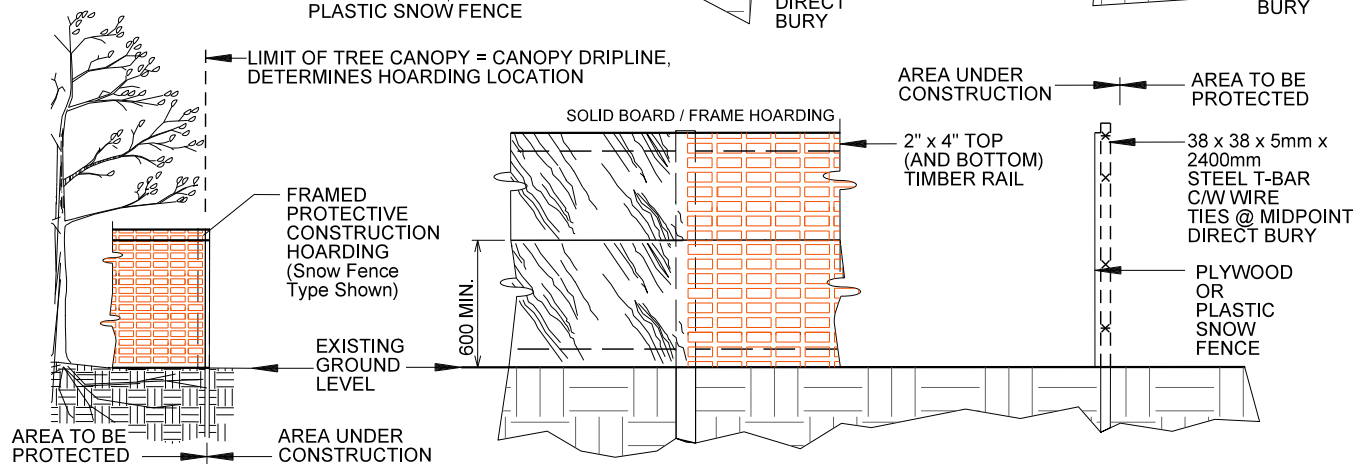 PLASTIC SNOW FENCE
DIRECT
BURY
BURY
LIMIT OF TREE CANOPY = CANOPY DRIPLINE,
DETERMINES HOARDING LOCATION
AREA UNDER
CONSTRUCTION
AREA TO BE
PROTECTED
SOLID BOARD / FRAME HOARDING
2" x 4" TOP
(AND BOTTOM)
TIMBER RAIL
38 x 38 x 5mm x
2400mm
STEEL T-BAR
C/W WIRE
TIES @ MIDPOINT
DIRECT BURY
FRAMED
PROTECTIVE
CONSTRUCTION
HOARDING
(Snow Fence
Type Shown)
600 MIN.
PLYWOOD
OR
PLASTIC
SNOW
FENCE
EXISTING
GROUND
LEVEL
AREA TO BE
PROTECTED
AREA UNDER
CONSTRUCTION